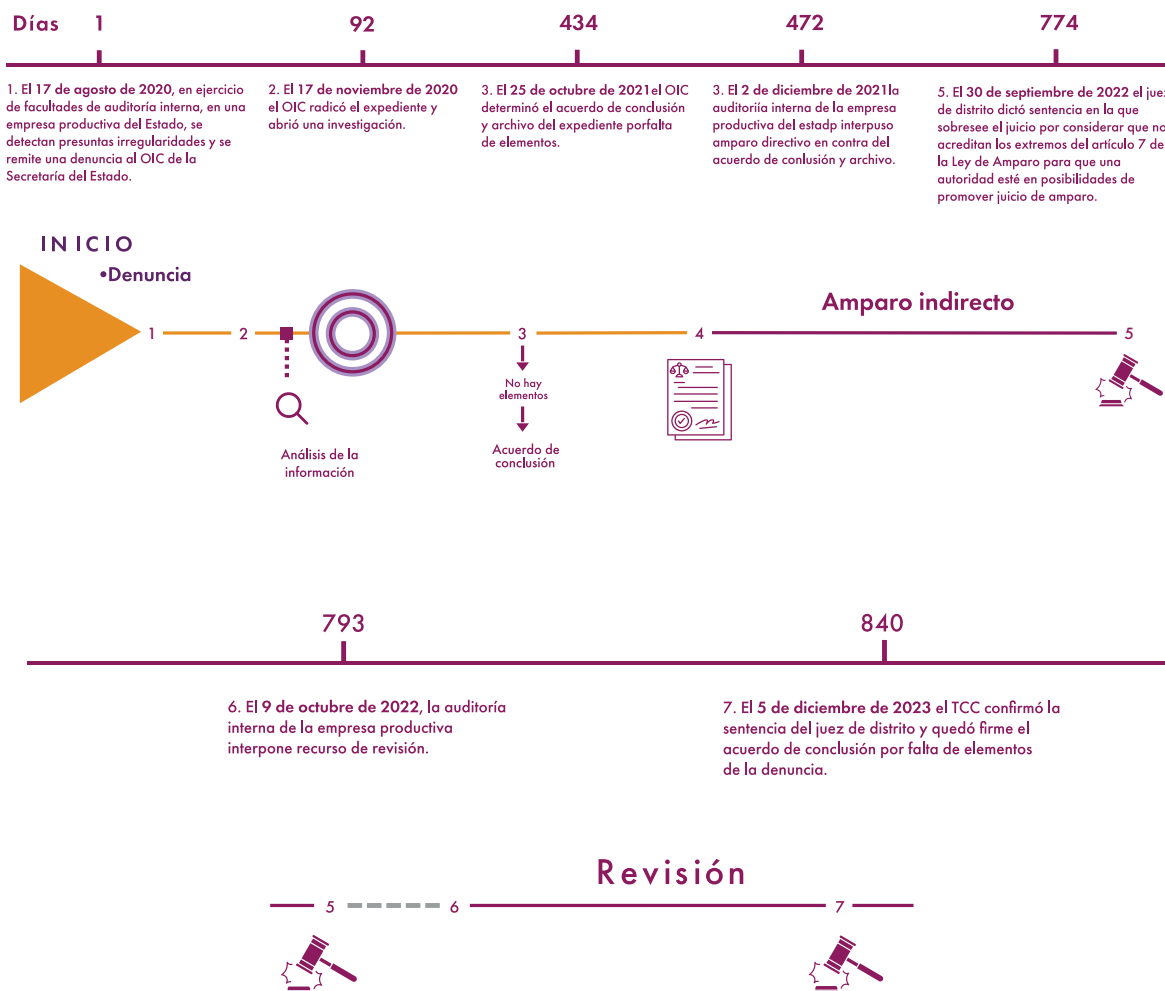 Días 1 92 434 472 774
1. El 17 de agosto de 2020, en ejercicio
de facultades de auditoría interna, en una
empresa productiva del Estado, se
detectan presuntas irregularidades y se
remite una denuncia al OIC de la
Secretaría del Estado.
2. El 17 de noviembre de 2020
el OIC radicó el expediente y
abrió una investigación.
3. El 25 de octubre de 2021el OIC
determinó el acuerdo de conclusión
y archivo del expediente porfalta
de elementos.
3. El 2 de diciembre de 2021la
auditoriía interna de la empresa
productiva del estadp interpuso
amparo directivo en contra del
acuerdo de conlusión y archivo.
5. El 30 de septiembre de 2022 el juez
de distrito dictó sentencia en la que
sobresee el juicio por considerar que no
acreditan los extremos del artículo 7 de
la Ley de Amparo para que una
autoridad esté en posibilidades de
promover juicio de amparo.
INICIO
•Denuncia
Amparo indirecto
1 2 3 4 5
No hay
elementos
Análisis de la
información
Acuerdo de
conclusión
793 840
6. El 9 de octubre de 2022, la auditoría
interna de la empresa productiva
interpone recurso de revisión.
7. El 5 de diciembre de 2023 el TCC confirmó la
sentencia del juez de distrito y quedó firme el
acuerdo de conclusión por falta de elementos
de la denuncia.
Revisión
5 6 7